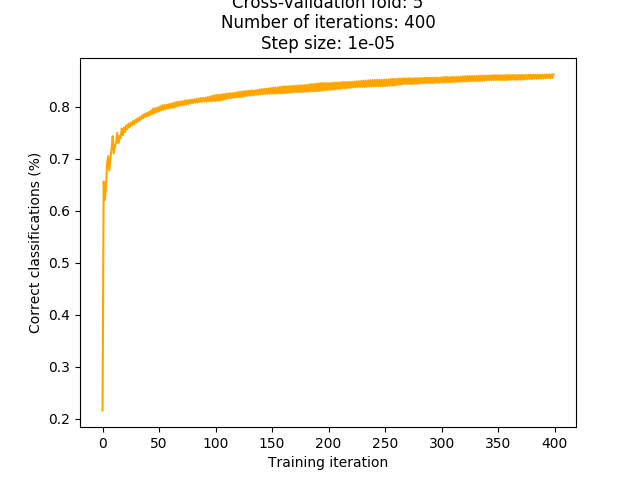 Cross-validation fold: 5
Number of iterations: 400
Step size: 1e-05
Correct classifications (%)
0.8
0.7
0.6
0.5
0.4
0.3
0.2
0 50 100 150 200 250 300 350 400
Training iteration